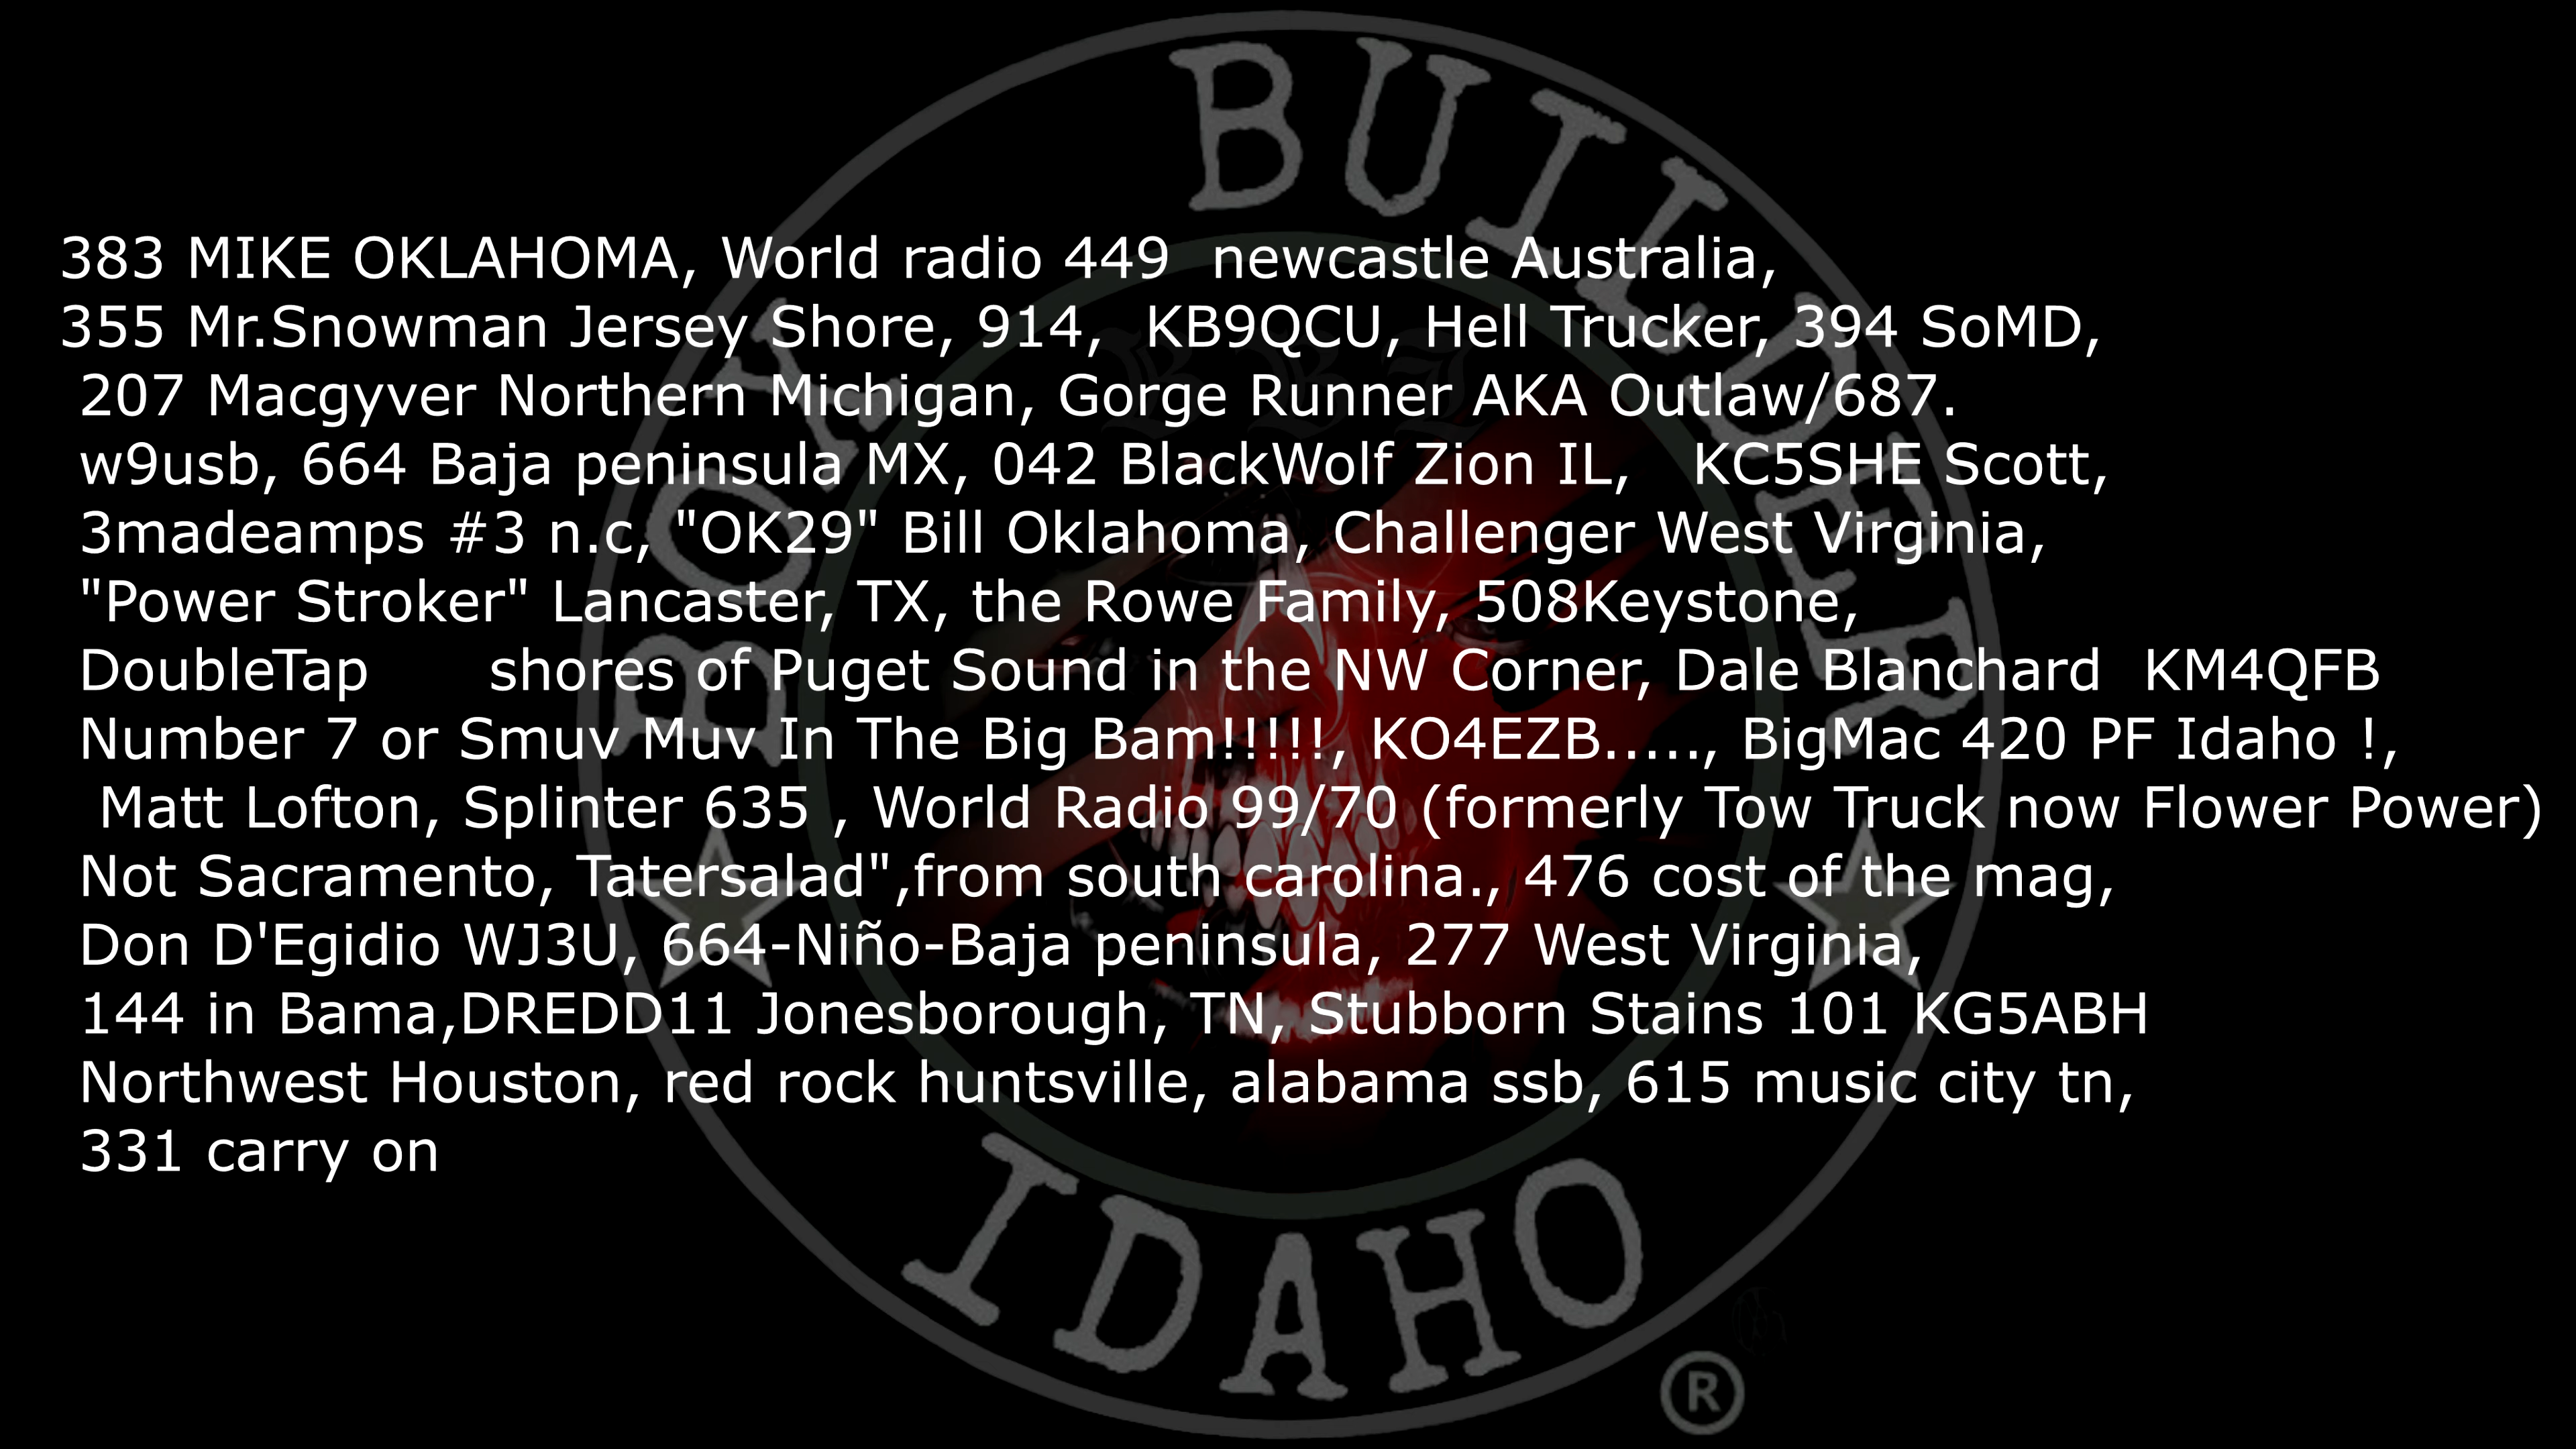 BOX BUILDER
BBI
383 MIKE OKLAHOMA, World radio 449  newcastle Australia,
355 Mr.Snowman Jersey Shore, 914,  KB9QCU, Hell Trucker, 394 SoMD,
207 Macgyver Northern Michigan, Gorge Runner AKA Outlaw/687.
w9usb, 664 Baja peninsula MX, 042 BlackWolf Zion IL,   KC5SHE Scott,
3madeamps #3 n.c, "OK29" Bill Oklahoma, Challenger West Virginia,
"Power Stroker" Lancaster, TX, the Rowe Family, 508Keystone,
DoubleTap      shores of Puget Sound in the NW Corner, Dale Blanchard  KM4QFB
Number 7 or Smuv Muv In The Big Bam!!!!!, KO4EZB....., BigMac 420 PF Idaho !,
Matt Lofton, Splinter 635 , World Radio 99/70 (formerly Tow Truck now Flower Power)
Not Sacramento, Tatersalad",from south carolina., 476 cost of the mag,
Don D'Egidio WJ3U, 664-Niño-Baja peninsula, 277 West Virginia,
144 in Bama,DREDD11 Jonesborough, TN, Stubborn Stains 101 KG5ABH
Northwest Houston, red rock huntsville, alabama ssb, 615 music city tn,
331 carry on
IDAHO
®